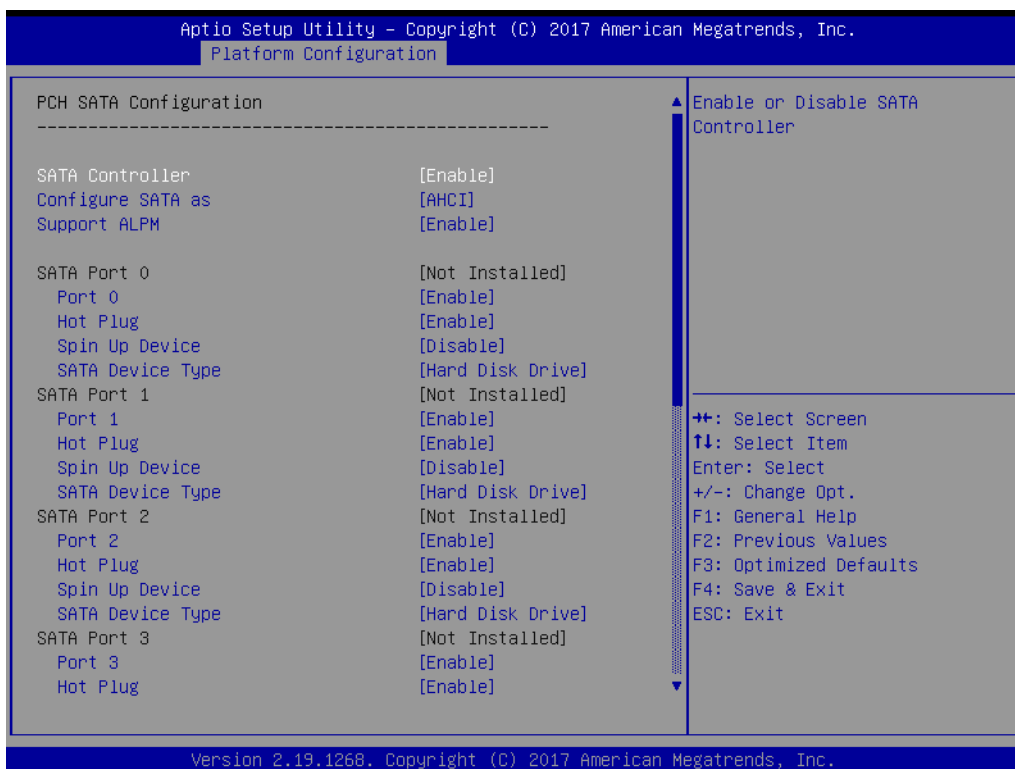 Aptio Setup Utility – Copyright (C) 2017 American Megatrends, Inc.
Platform Configuration
PCH SATA Configuration
--------------------------------------------------
SATA Controller [Enable]
Configure SATA as [AHCI]
Support ALPM [Enable]
SATA Port 0 [Not Installed]
Port 0 [Enable]
Hot Plug [Enable]
Spin Up Device [Disable]
SATA Device Type [Hard Disk Drive]
SATA Port 1 [Not Installed]
Port 1 [Enable]
Hot Plug [Enable]
Spin Up Device [Disable]
SATA Device Type [Hard Disk Drive]
SATA Port 2 [Not Installed]
Port 2 [Enable]
Hot Plug [Enable]
Spin Up Device [Disable]
SATA Device Type [Hard Disk Drive]
SATA Port 3 [Not Installed]
Port 3 [Enable]
Hot Plug [Enable]
Enable or Disable SATA
Controller
→←: Select Screen
↑↓: Select Item
Enter: Select
+/-: Change Opt.
F1: General Help
F2: Previous Values
F3: Optimized Defaults
F4: Save & Exit
ESC: Exit
Version 2.19.1268. Copyright (C) 2017 American Megatrends, Inc.